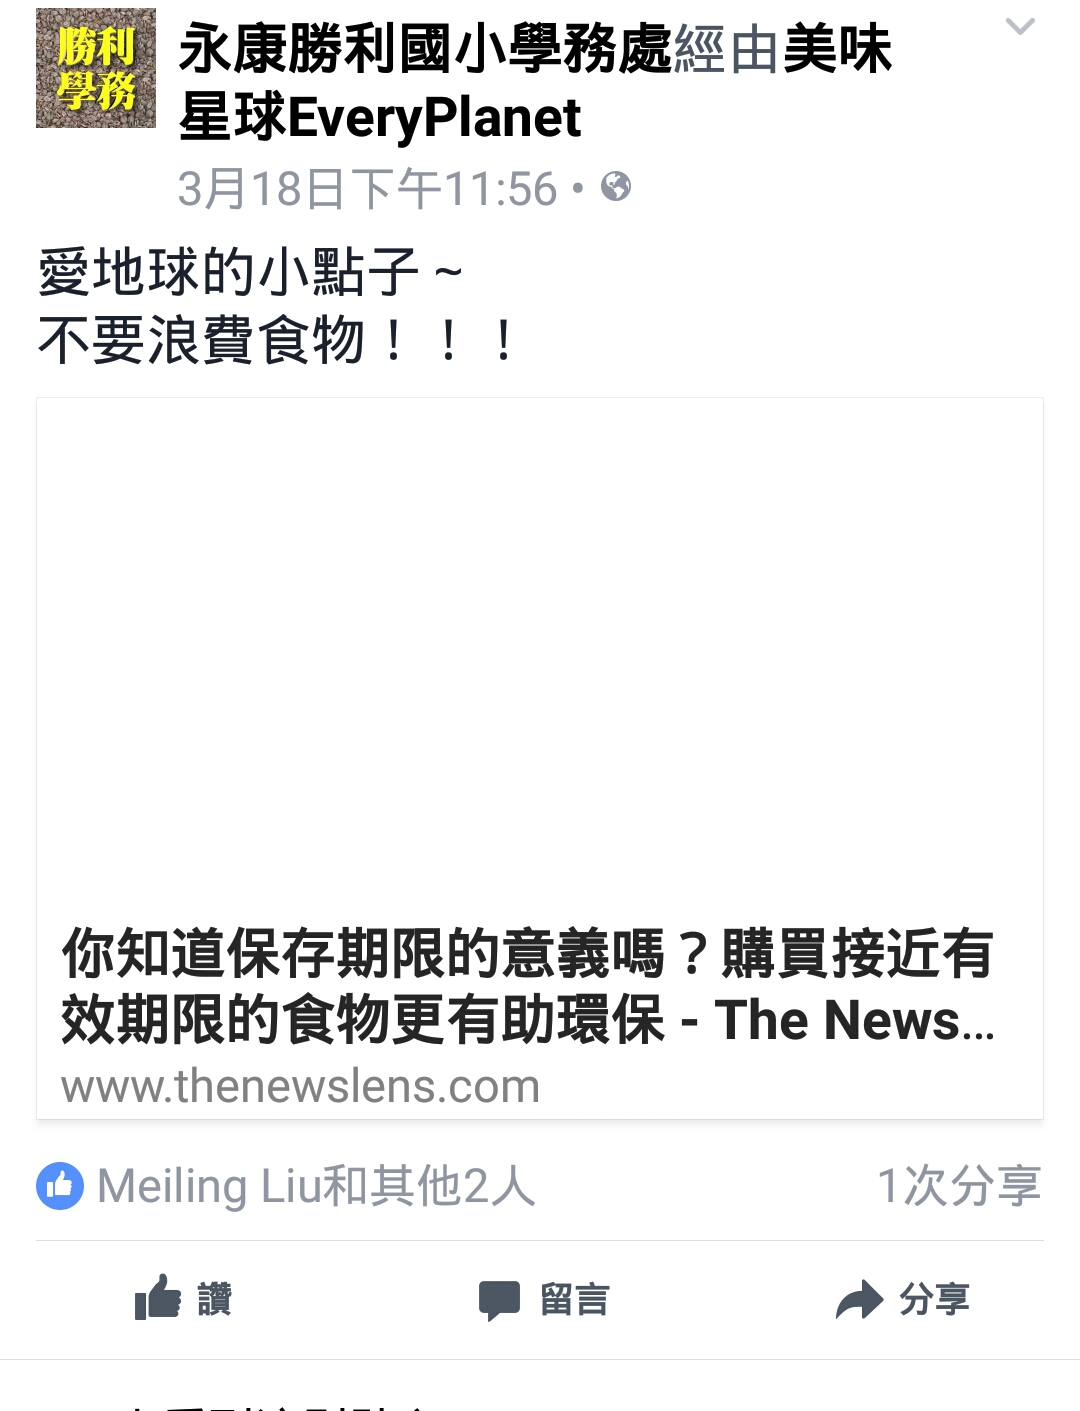 勝利
學務
永康勝利國小學務處經由美味
星球EveryPlanet
3月18日下午11:56 •
愛地球的小點子 ~
不要浪費食物！！！
你知道保存期限的意義嗎？購買接近有
效期限的食物更有助環保 - The News...
www.thenewslens.com
Meiling Liu和其他2人
1次分享
讚
留言
分享